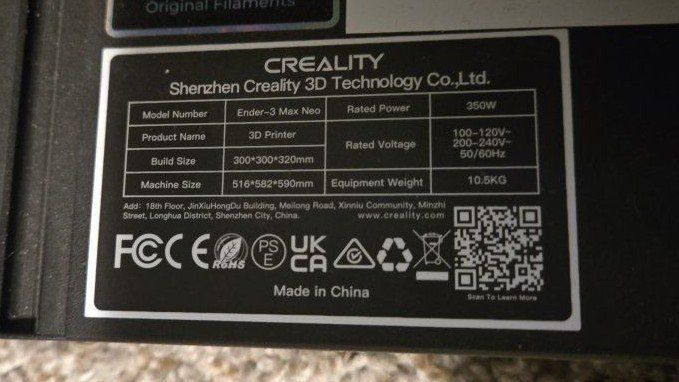 Original Filaments
CREALITY
Shenzhen Creality 3D Technology Co.,Ltd.
Model Number Ender-3 Max Neo Rated Power 350W
Product Name 3D Printer Rated Voltage 100-120V~
200-240V~
50/60Hz
Build Size 300*300*320mm
Machine Size 516*582*590mm Equipment Weight 10.5KG
Add: 18th Floor, JinXiuHongDu Building, Meilong Road, Xinniu Community, Minzhi
Street, Longhua District, Shenzhen City, China. www.creality.com
FCC CE RoHS PS E UK CA
Made in China
Scan To Learn More